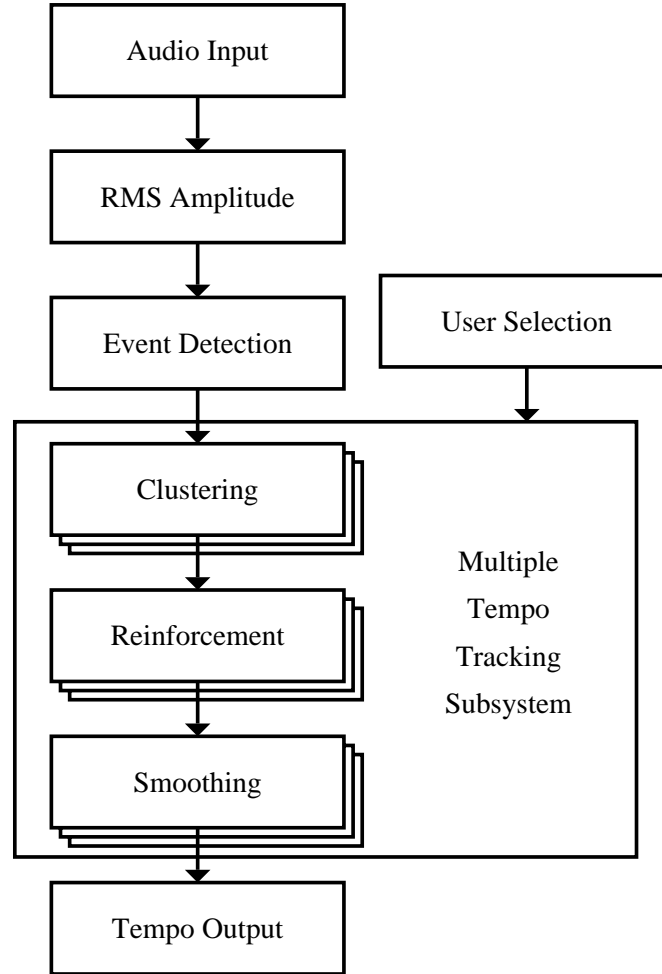 Audio Input
RMS Amplitude
Event Detection
User Selection
Clustering
Reinforcement
Smoothing
Multiple
Tempo
Tracking
Subsystem
Tempo Output